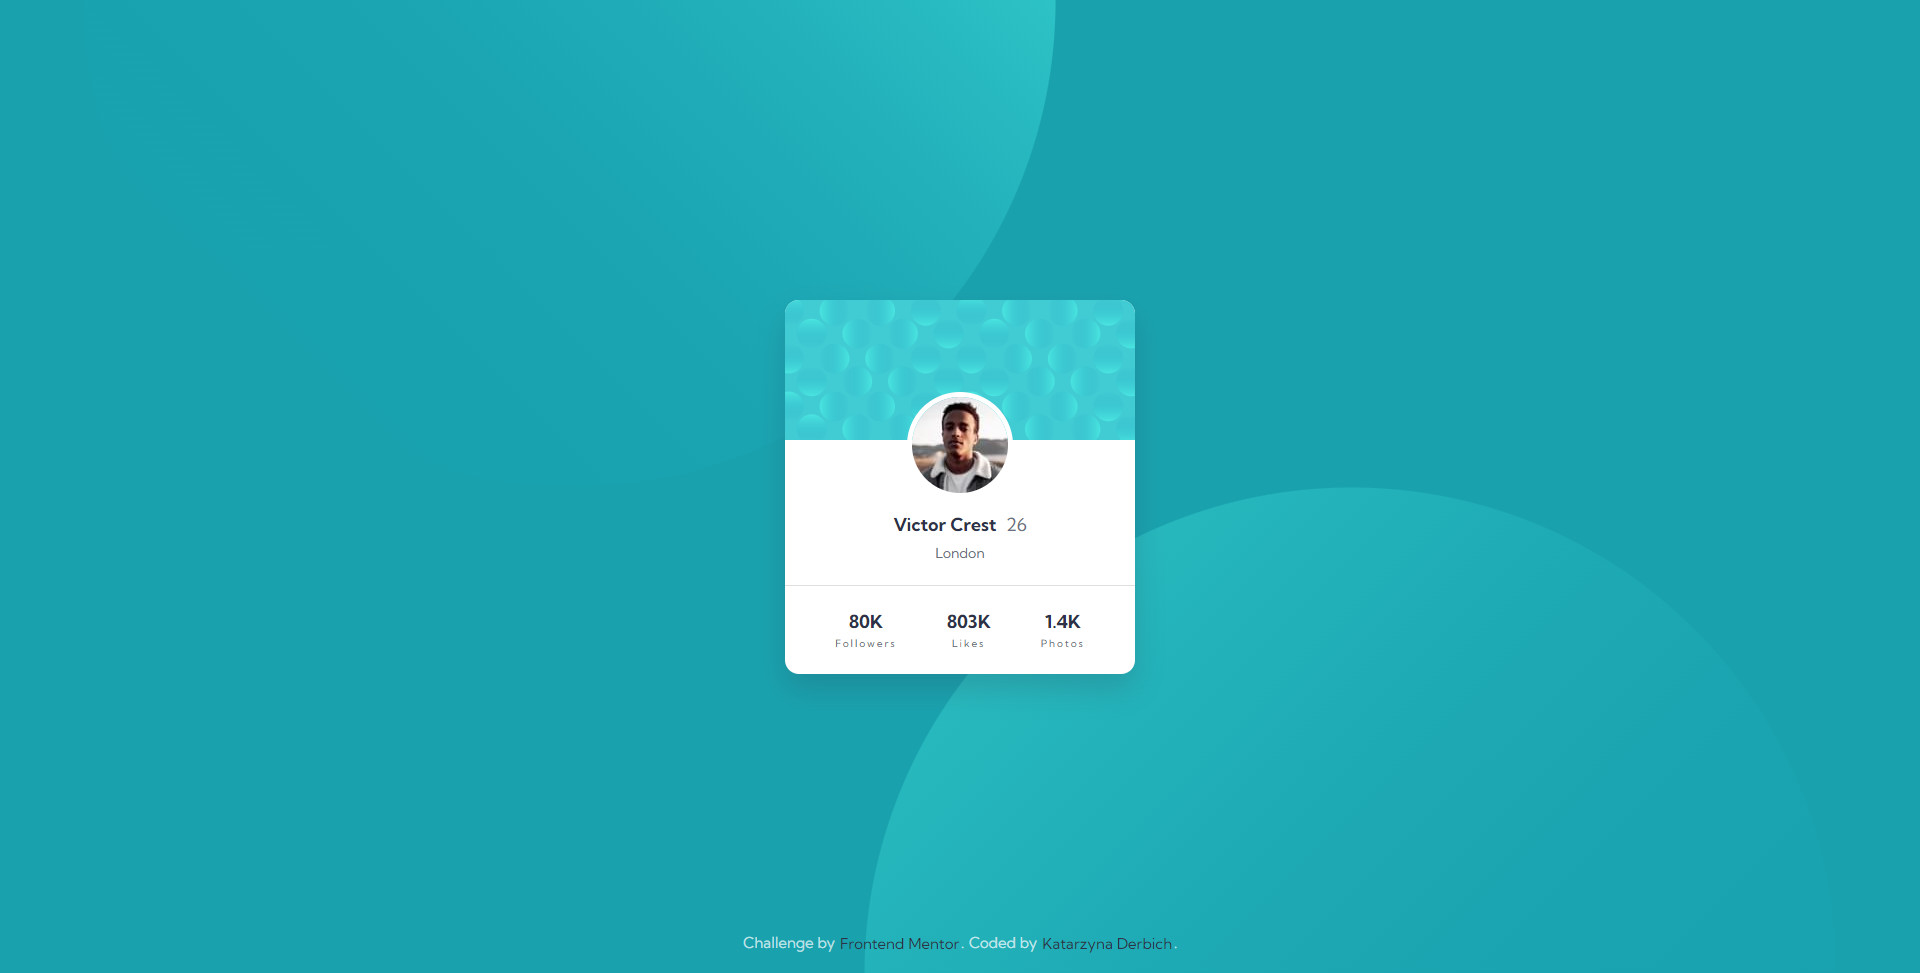 Victor Crest 26
London
80K 803K 1.4K
Followers Likes Photos
Challenge by Frontend Mentor. Coded by Katarzyna Derbich.